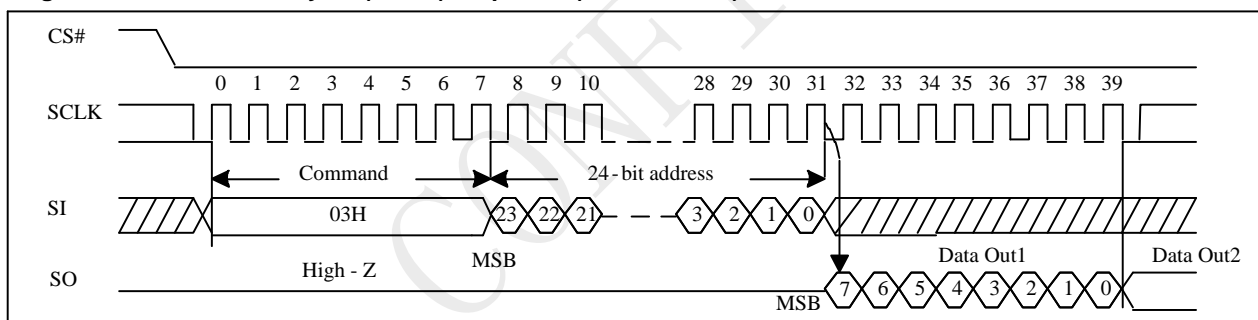 CS#
0 1 2 3 4 5 6 7 8 9 10 28 29 30 31 32 33 34 35 36 37 38 39
SCLK
Command 24-bit address
SI 03H 23 22 21 3 2 1 0
High - Z MSB Data Out1 Data Out2
SO MSB 7 6 5 4 3 2 1 0